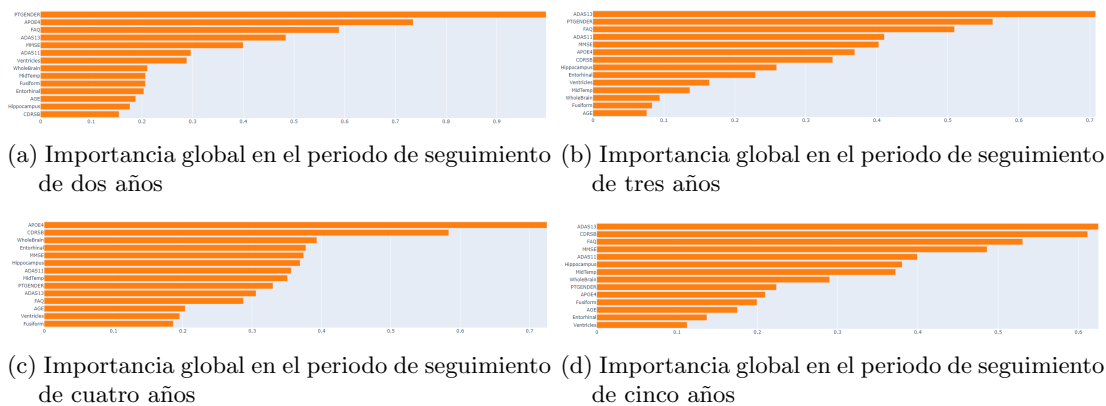 PTGENDER
APOE4
FAQ
ADAS13
MMSE
ADAS11
Ventricles
WholeBrain
MidTemp
Fusiform
Entorhinal
AGE
Hippocampus
CDRSB
0 0.1 0.2 0.3 0.4 0.5 0.6 0.7 0.8 0.9
(a) Importancia global en el periodo de seguimiento
de dos años
ADAS13
PTGENDER
FAQ
ADAS11
MMSE
APOE4
CDRSB
Hippocampus
Entorhinal
Ventricles
MidTemp
WholeBrain
Fusiform
AGE
0 0.1 0.2 0.3 0.4 0.5 0.6 0.7
(b) Importancia global en el periodo de seguimiento
de tres años
APOE4
CDRSB
WholeBrain
Entorhinal
MMSE
Hippocampus
ADAS11
MidTemp
PTGENDER
ADAS13
FAQ
AGE
Ventricles
Fusiform
0 0.1 0.2 0.3 0.4 0.5 0.6 0.7
(c) Importancia global en el periodo de seguimiento
de cuatro años
ADAS13
CDRSB
FAQ
MMSE
ADAS11
Hippocampus
MidTemp
WholeBrain
PTGENDER
APOE4
Fusiform
AGE
Entorhinal
Ventricles
0 0.1 0.2 0.3 0.4 0.5 0.6
(d) Importancia global en el periodo de seguimiento
de cinco años